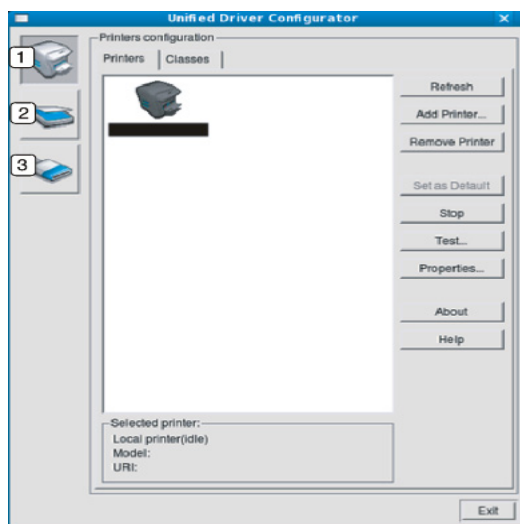 Unified Driver Configurator
Printers configuration
Printers
Classes
1
2
3
Refresh
Add Printer...
Remove Printer
Set as Default
Stop
Test...
Properties...
About
Help
Selected printer:
Local printer(idle)
Model:
URI:
Exit